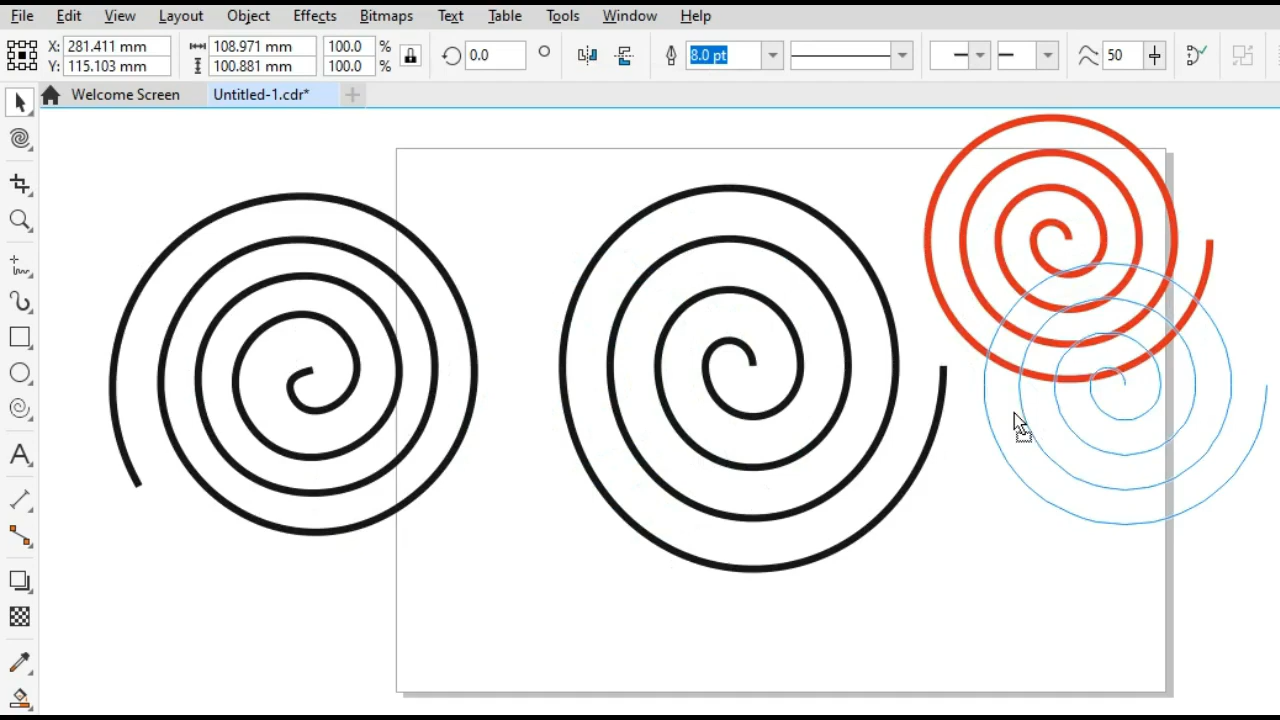 File Edit View Layout Object Effects Bitmaps Text Table Tools Window Help
X: 281.411 mm 108.971 mm 100.0 % 0.0 8.0 pt 50
Y: 115.103 mm 100.881 mm 100.0 %
Welcome Screen Untitled-1.cdr*